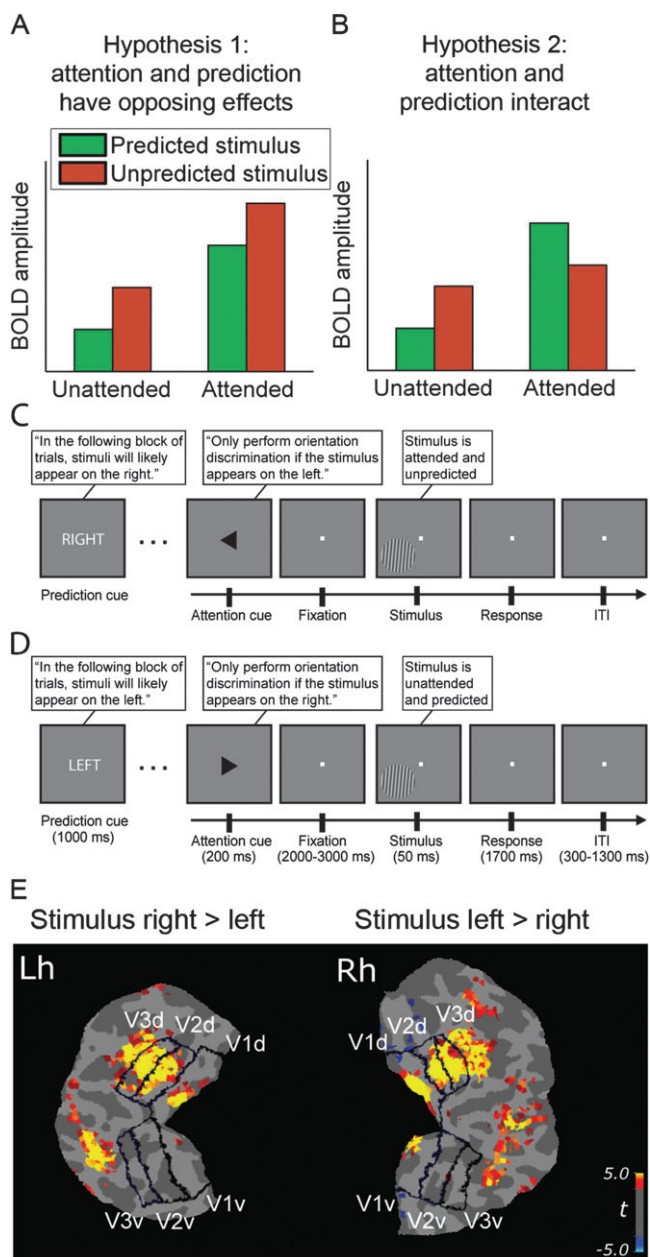 A
Hypothesis 1:
attention and prediction
have opposing effects
B
Hypothesis 2:
attention and
prediction interact
Predicted stimulus
Unpredicted stimulus
BOLD amplitude
Unattended
Attended
BOLD amplitude
Unattended
Attended
C
“In the following block of
trials, stimuli will likely
appear on the right.”
“Only perform orientation
discrimination if the stimulus
appears on the left.”
Stimulus is
attended and
unpredicted
RIGHT
...
Prediction cue
Attention cue
Fixation
Stimulus
Response
ITI
D
“In the following block of
trials, stimuli will likely
appear on the left.”
“Only perform orientation
discrimination if the stimulus
appears on the right.”
Stimulus is
unattended
and predicted
LEFT
...
Prediction cue
(1000 ms)
Attention cue
(200 ms)
Fixation
(2000-3000 ms)
Stimulus
(50 ms)
Response
(1700 ms)
ITI
(300-1300 ms)
E
Stimulus right > left
Stimulus left > right
Lh
V3d
V2d
V1d
V3v
V2v
V1v
Rh
V3d
V2d
V1d
V1v
V2v
V3v
5.0
t
-5.0